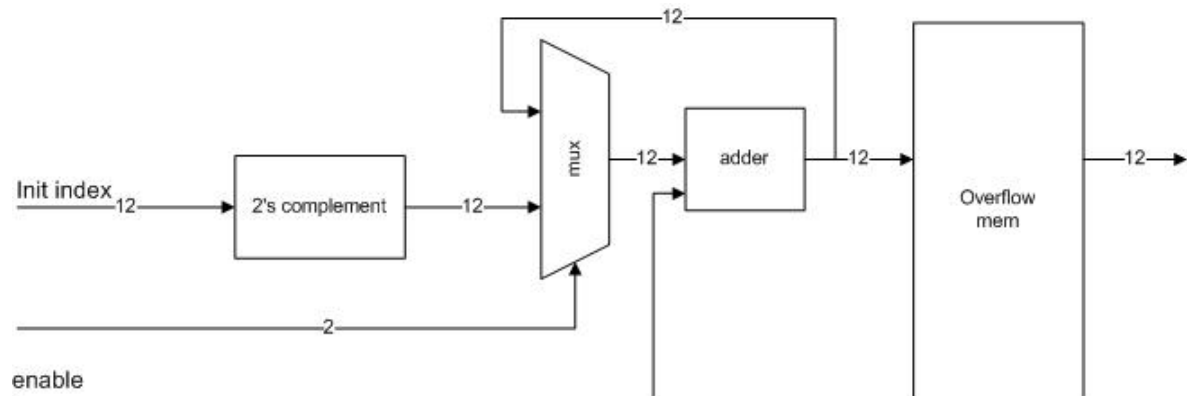 12
mux
12
adder
12
12
Init index
12
2's complement
12
Overflow
mem
2
enable